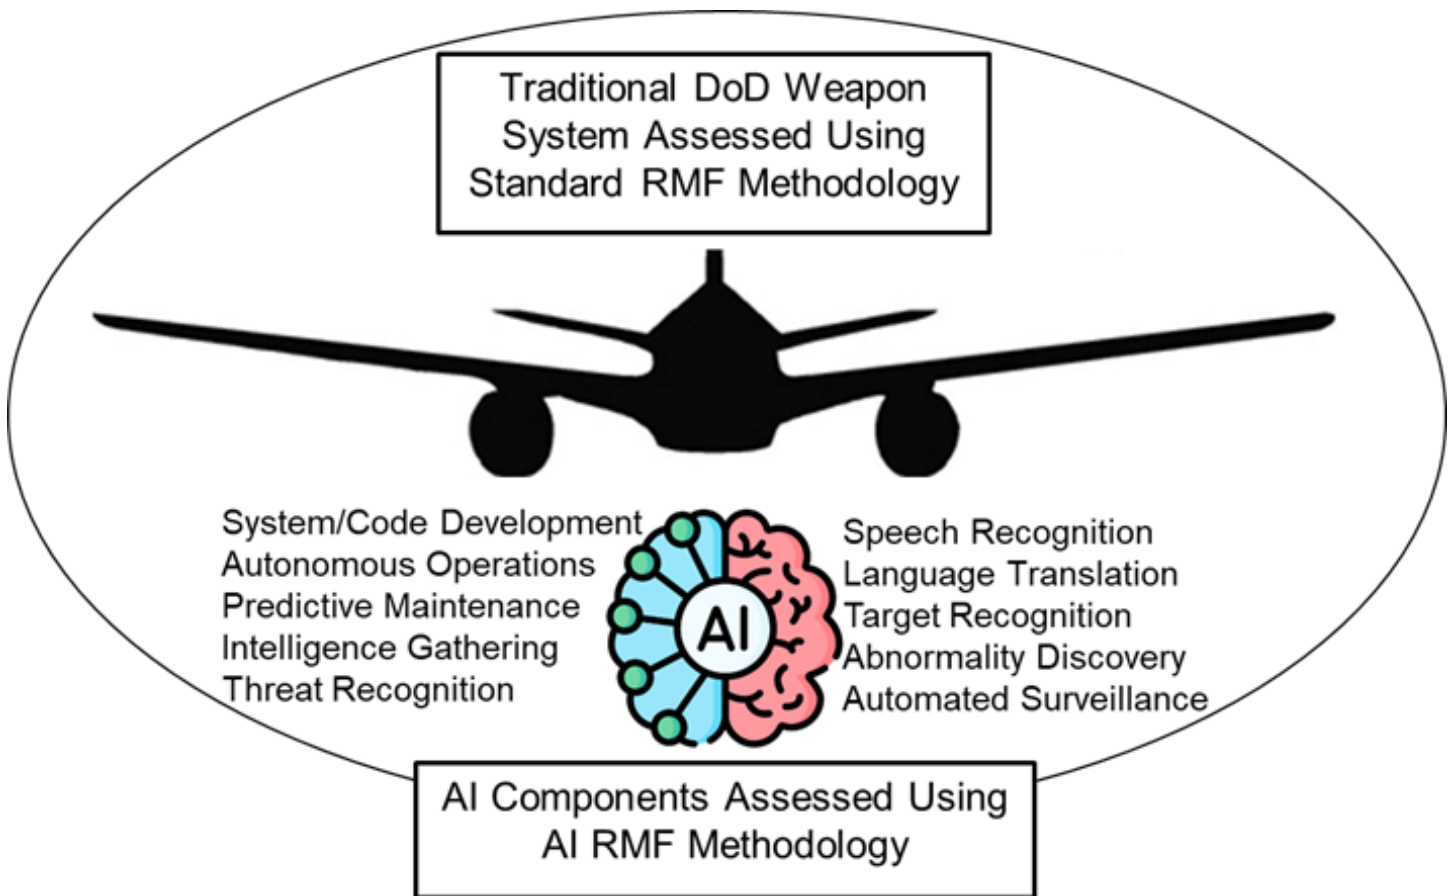 Traditional DoD Weapon
System Assessed Using
Standard RMF Methodology
System/Code Development
Autonomous Operations
Predictive Maintenance
Intelligence Gathering
Threat Recognition
AI
Speech Recognition
Language Translation
Target Recognition
Abnormality Discovery
Automated Surveillance
AI Components Assessed Using
AI RMF Methodology